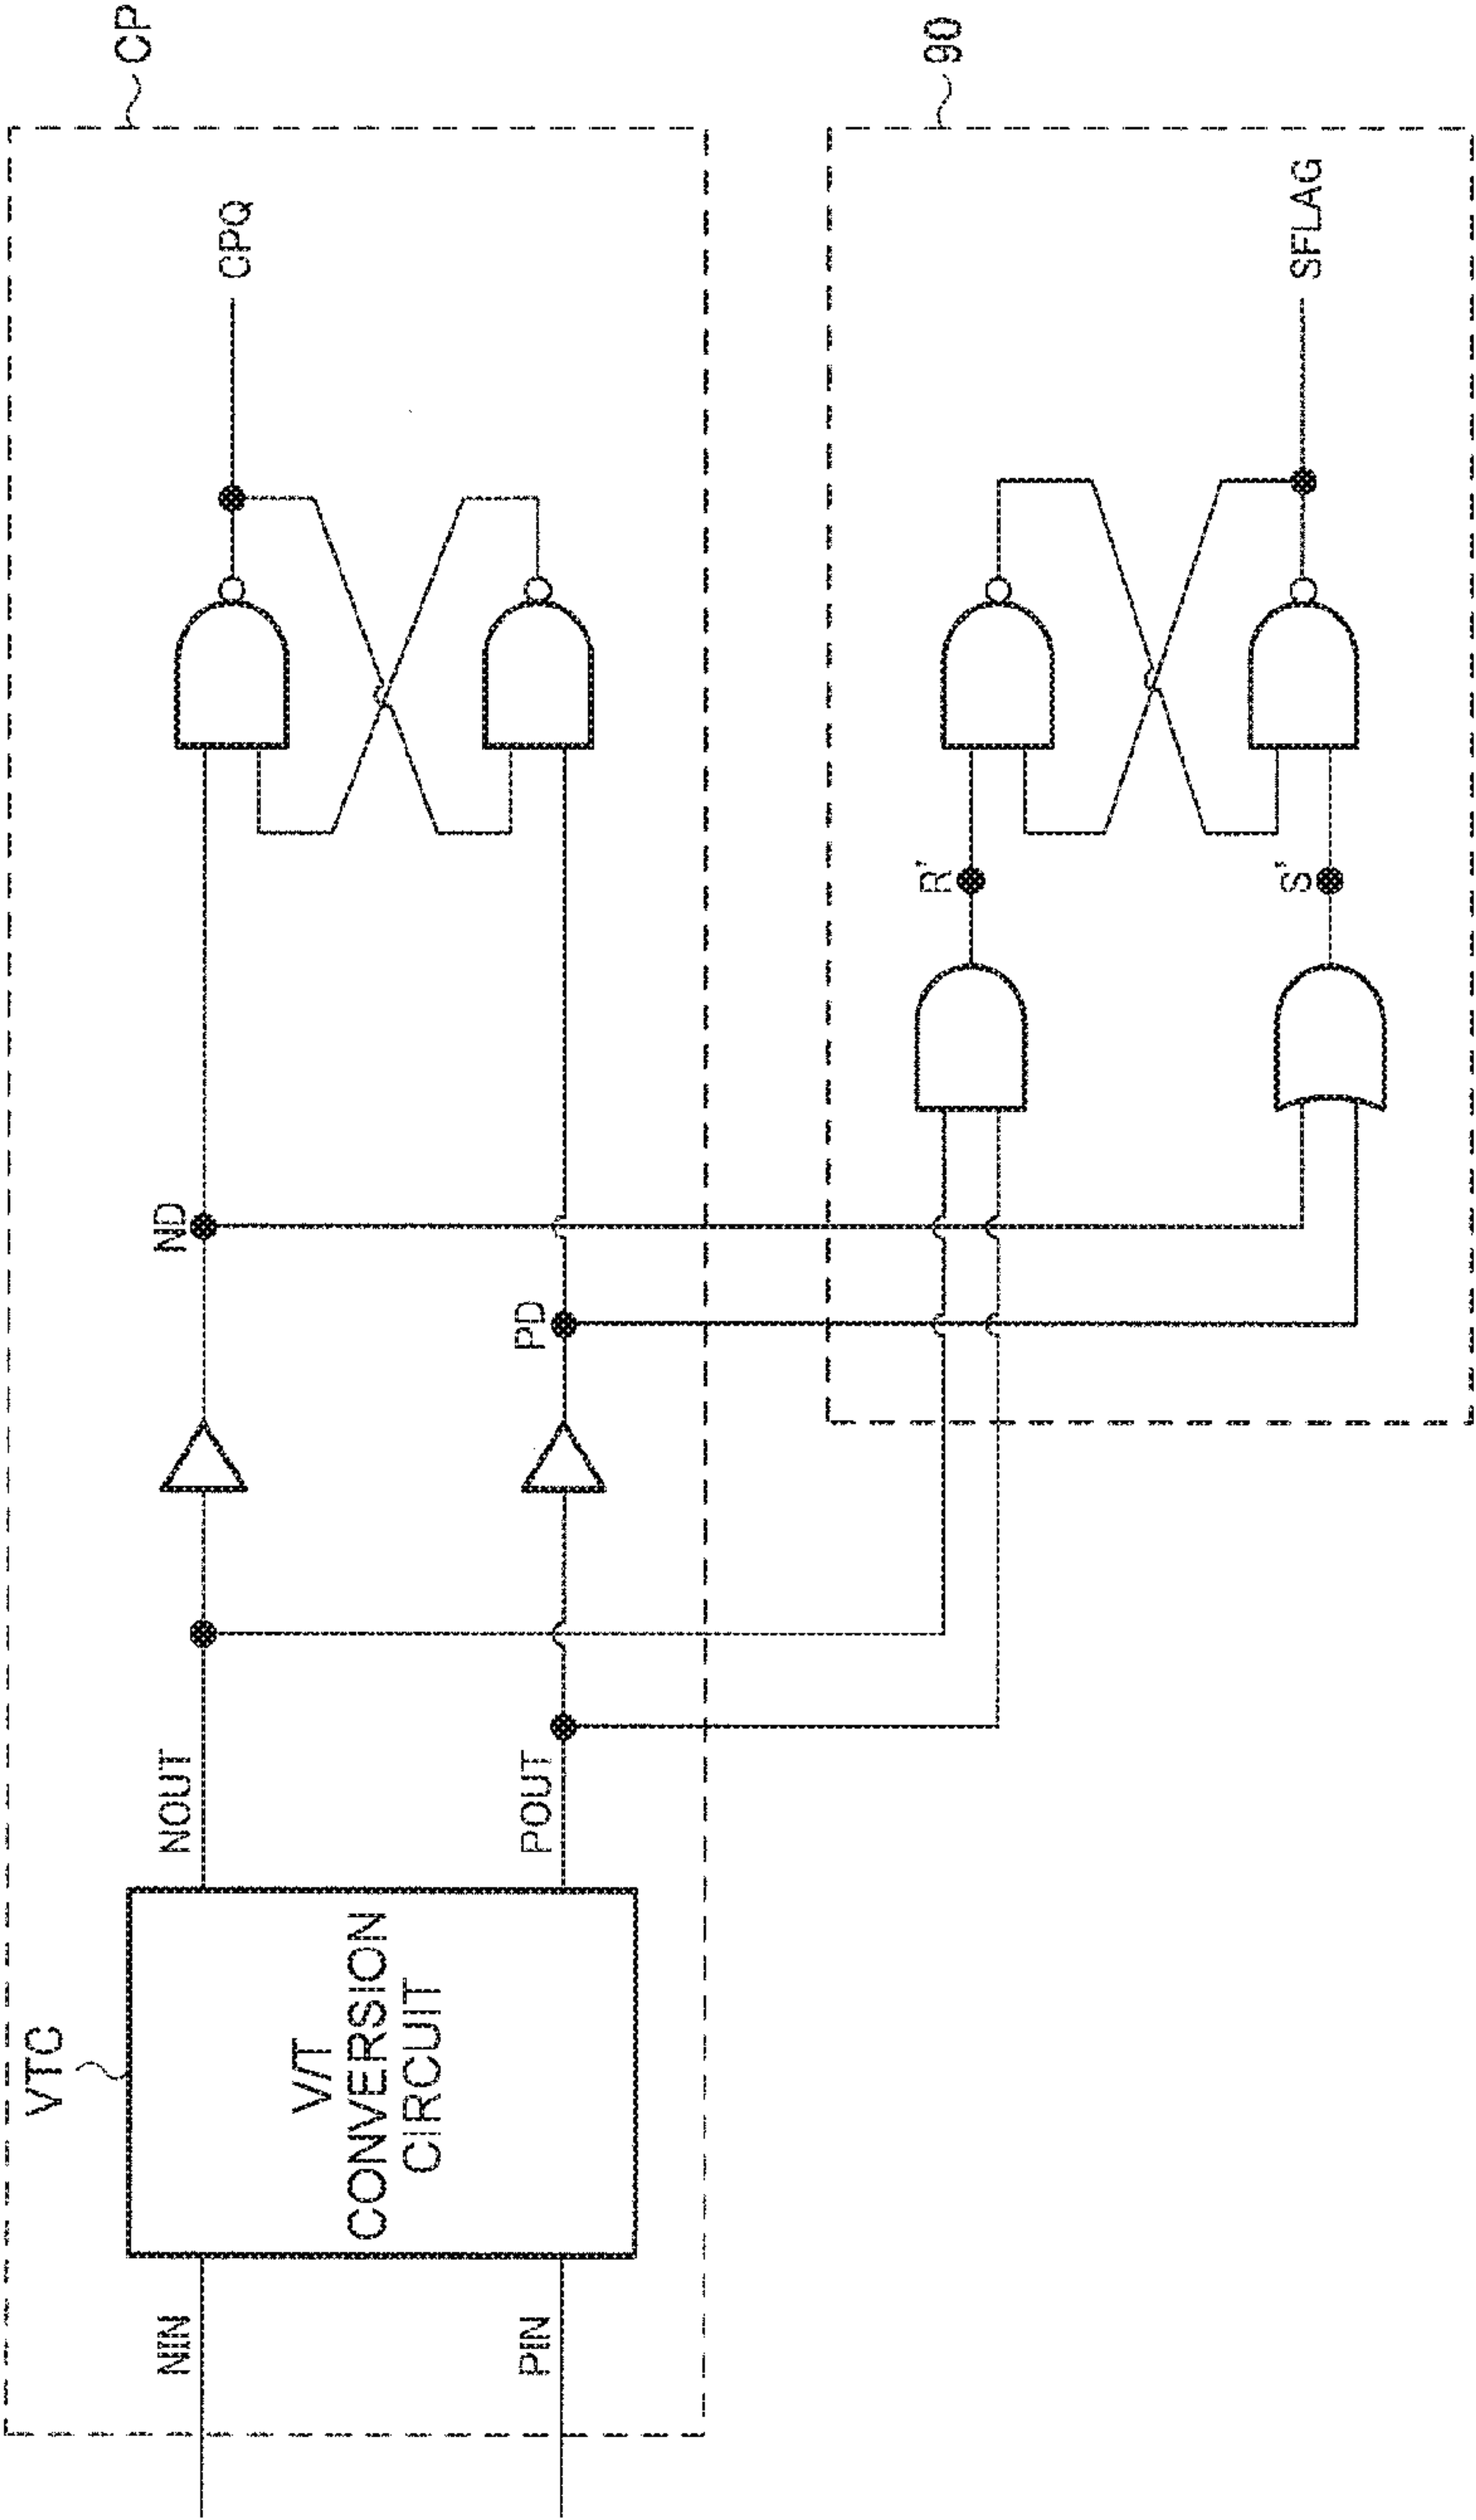 VTC
CP
NIN
PIN
V/T
CONVERSION
CIRCUIT
NOUT
POUT
ND
PD
CPQ
90
R'
S'
SFLAG